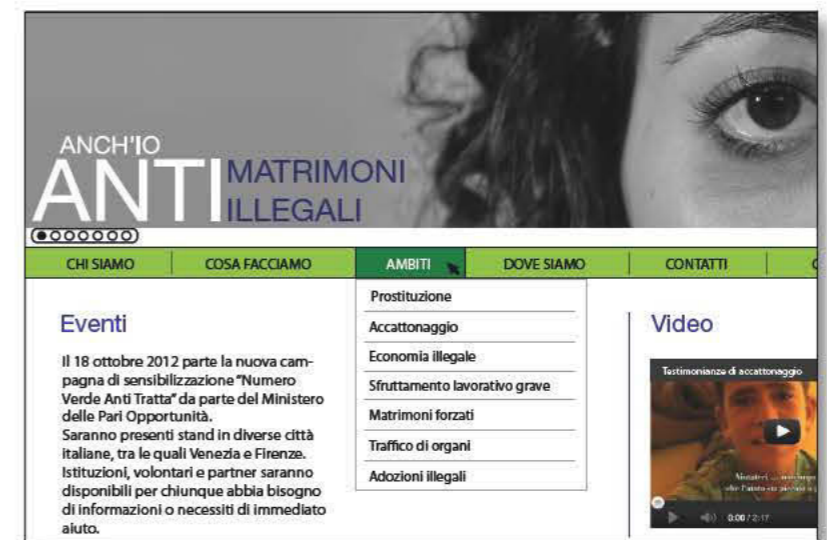 ANCH'IO
ANTI MATRIMONI
ILLEGALI
CHI SIAMO COSA FACCIAMO AMBITI DOVE SIAMO CONTATTI
Prostituzione
Accattonaggio
Economia illegale
Sfruttamento lavorativo grave
Matrimoni forzati
Traffico di organi
Adozioni illegali
Eventi
Il 18 ottobre 2012 parte la nuova cam-
pagna di sensibilizzazione "Numero
Verde Anti Tratta" da parte del Ministero
delle Pari Opportunità.
Saranno presenti stand in diverse città
italiane, tra le quali Venezia e Firenze.
Istituzioni, volontari e partner saranno
disponibili per chiunque abbia bisogno
di informazioni o necessiti di immediato
aiuto.
Video
Testimonianze di accattonaggio
0:00 / 2:17